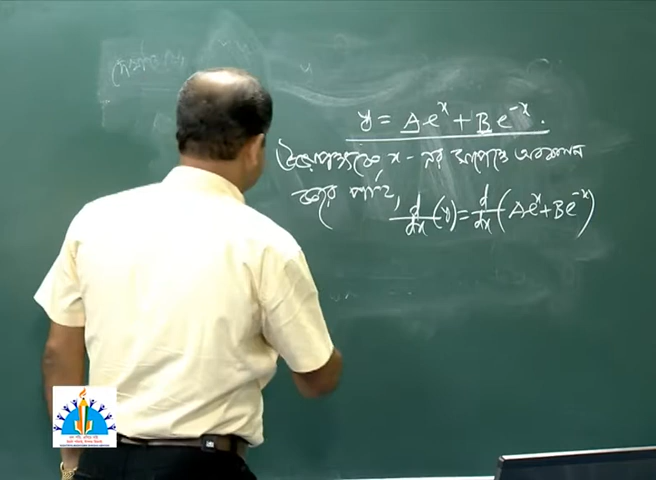 y = Ae^x + Be^-x.
উভয়পক্ষকে x - এর সাপেক্ষে অবকলন
করে পাই, d/dx (y) = d/dx (Ae^x + Be^-x)